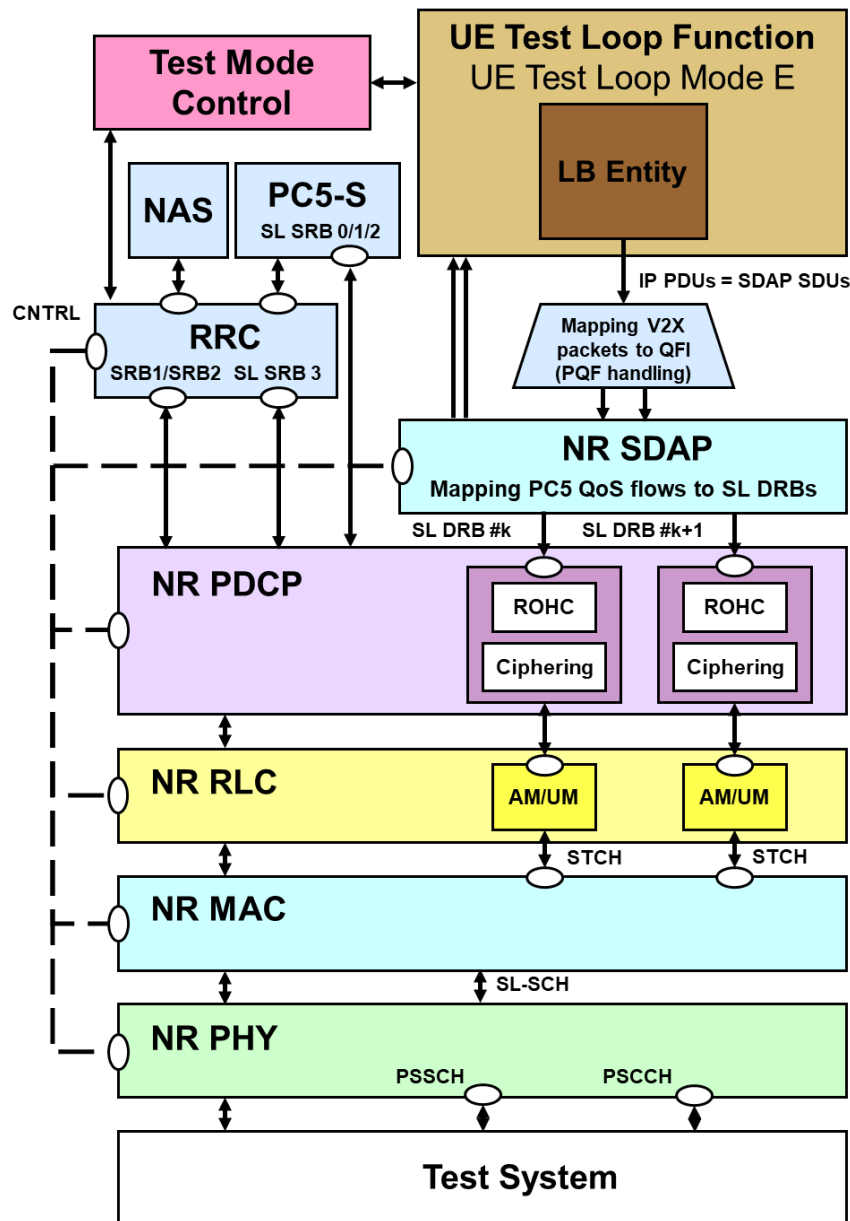 UE Test Loop Function
UE Test Loop Mode E
Test Mode
Control
LB Entity
NAS
PC5-S
SL SRB 0/1/2
IP PDUs = SDAP SDUs
CNTRL
RRC
SRB1/SRB2
SL SRB 3
Mapping V2X
packets to QFI
(PQF handling)
NR SDAP
Mapping PC5 QoS flows to SL DRBs
SL DRB #k
SL DRB #k+1
NR PDCP
ROHC
ROHC
Ciphering
Ciphering
NR RLC
AM/UM
AM/UM
STCH
STCH
NR MAC
SL-SCH
NR PHY
PSSCH
PSCCH
Test System